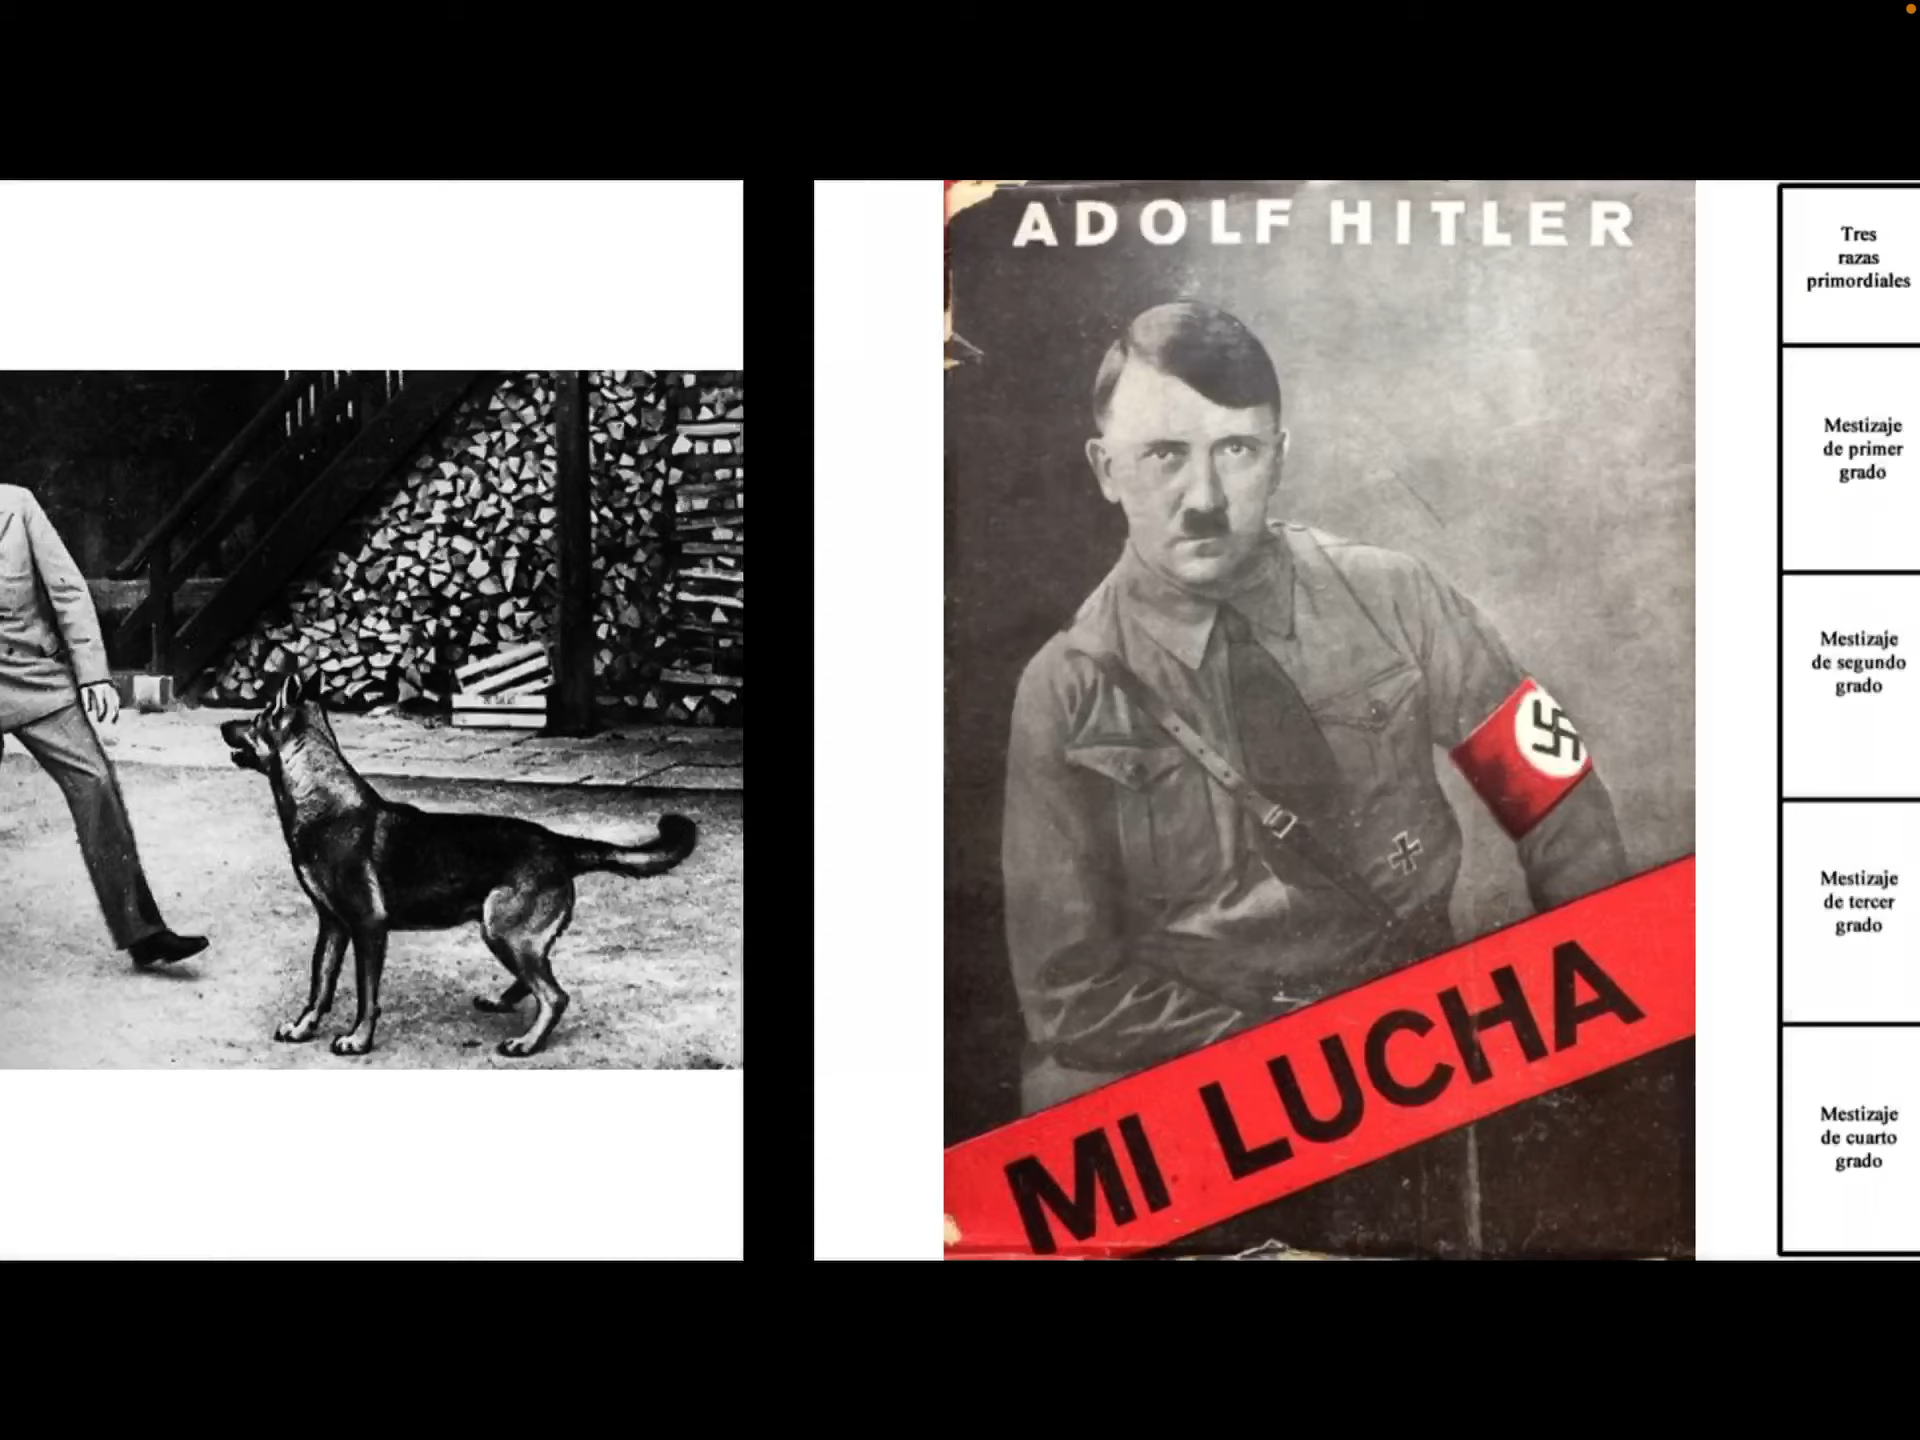 ADOLF HITLER
MI LUCHA
Tres
razas
primordiales
Mestizaje
de primer
grado
Mestizaje
de segundo
grado
Mestizaje
de tercer
grado
Mestizaje
de cuarto
grado